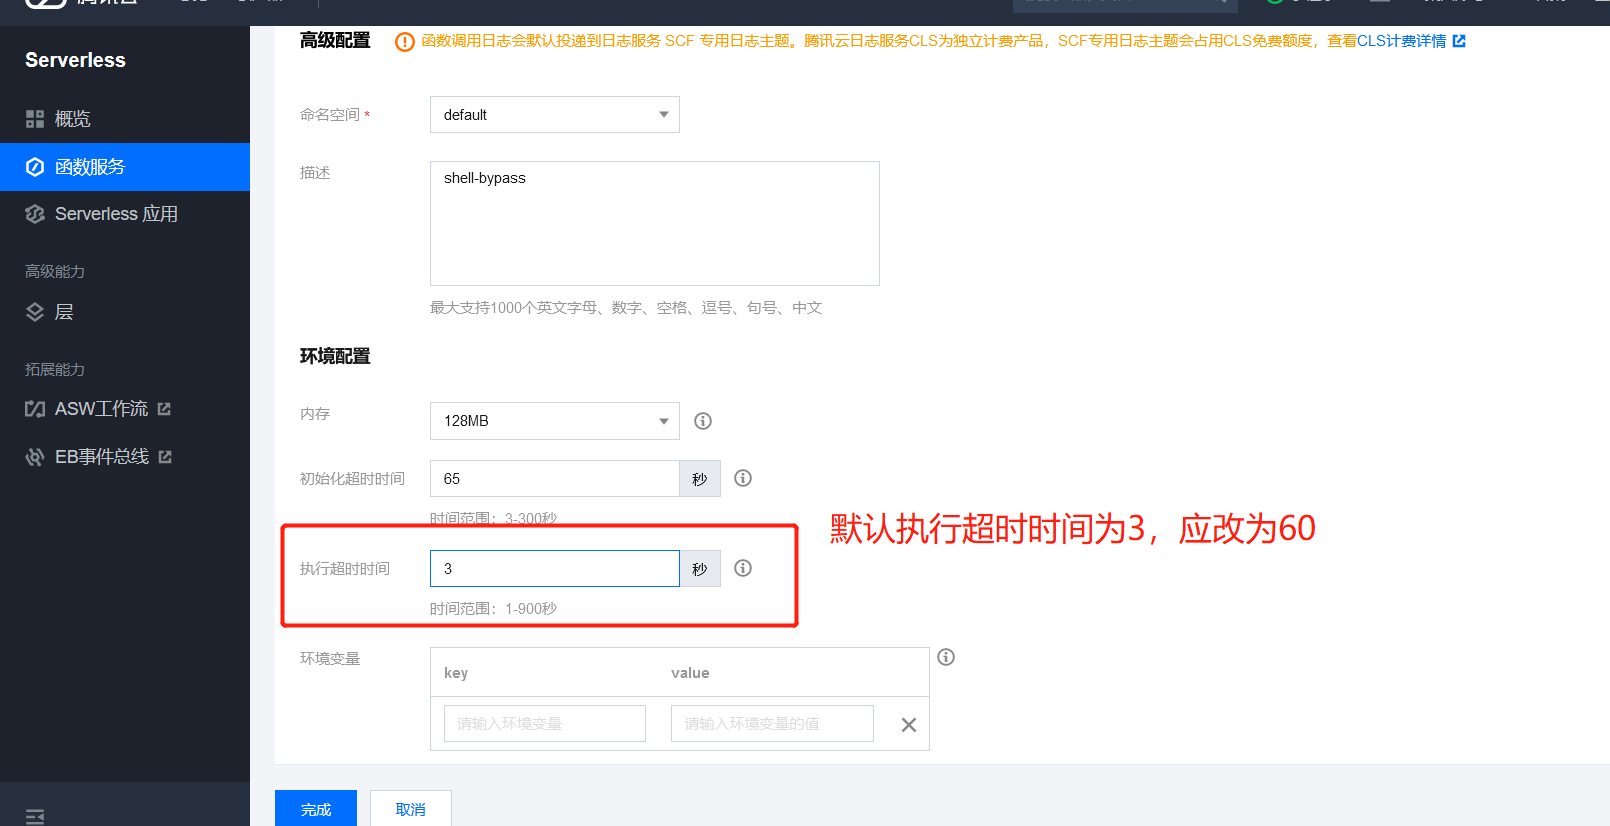 Serverless
概览
函数服务
Serverless 应用
高级能力
层
拓展能力
ASW工作流
EB事件总线
高级配置
函数调用日志会默认投递到日志服务 SCF 专用日志主题。腾讯云日志服务CLS为独立计费产品，SCF专用日志主题会占用CLS免费额度，查看CLS计费详情
命名空间 *
default
描述
shell-bypass
最大支持1000个英文字母、数字、空格、逗号、句号、中文
环境配置
内存
128MB
初始化超时时间
65
秒
时间范围：3-300秒
默认执行超时时间为3，应改为60
执行超时时间
3
秒
时间范围：1-900秒
环境变量
key
value
请输入环境变量
请输入环境变量的值
完成
取消